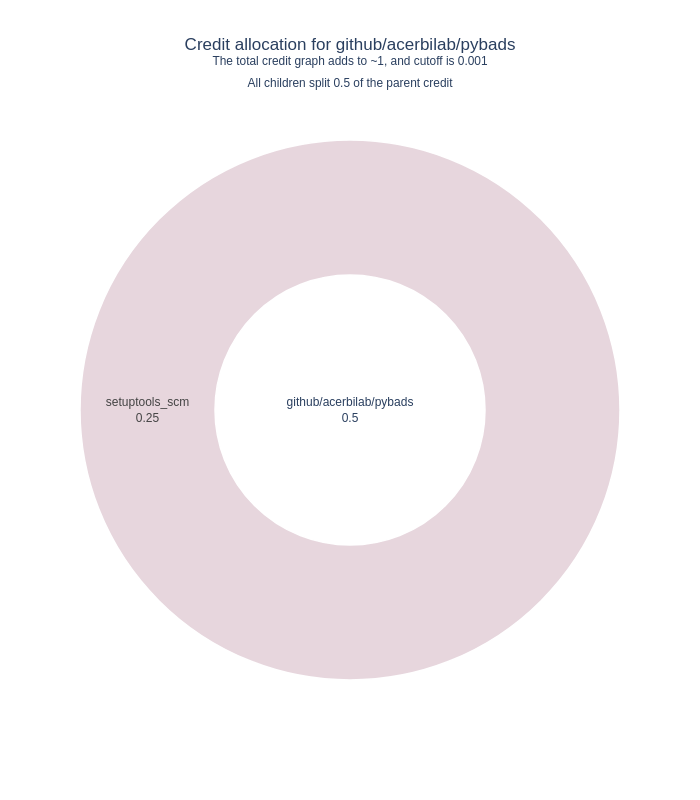 Credit allocation for github/acerbilab/pybads
The total credit graph adds to ~1, and cutoff is 0.001
All children split 0.5 of the parent credit
setuptools_scm
0.25
github/acerbilab/pybads
0.5